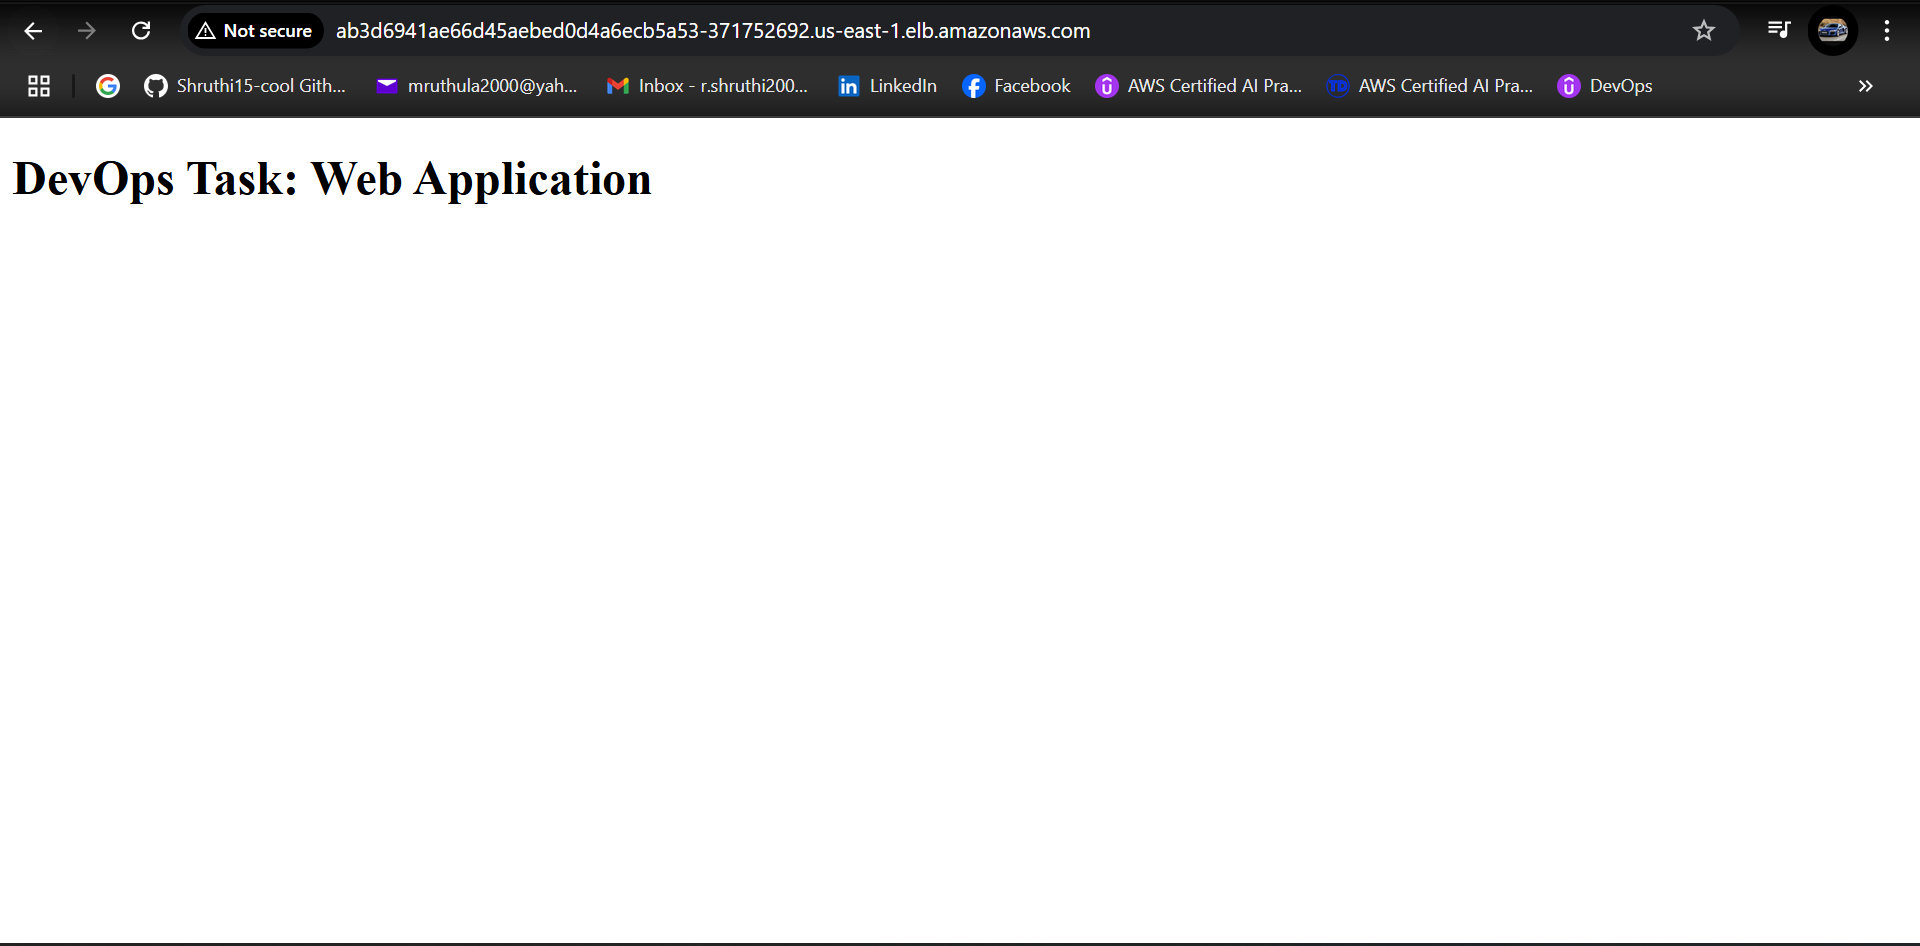 Not secure ab3d6941ae66d45aebed0d4a6ecb5a53-371752692.us-east-1.elb.amazonaws.com
Shruthi15-cool Gith... mruthula2000@yah... Inbox - r.shruthi200... LinkedIn Facebook AWS Certified AI Pra... AWS Certified AI Pra... DevOps
DevOps Task: Web Application